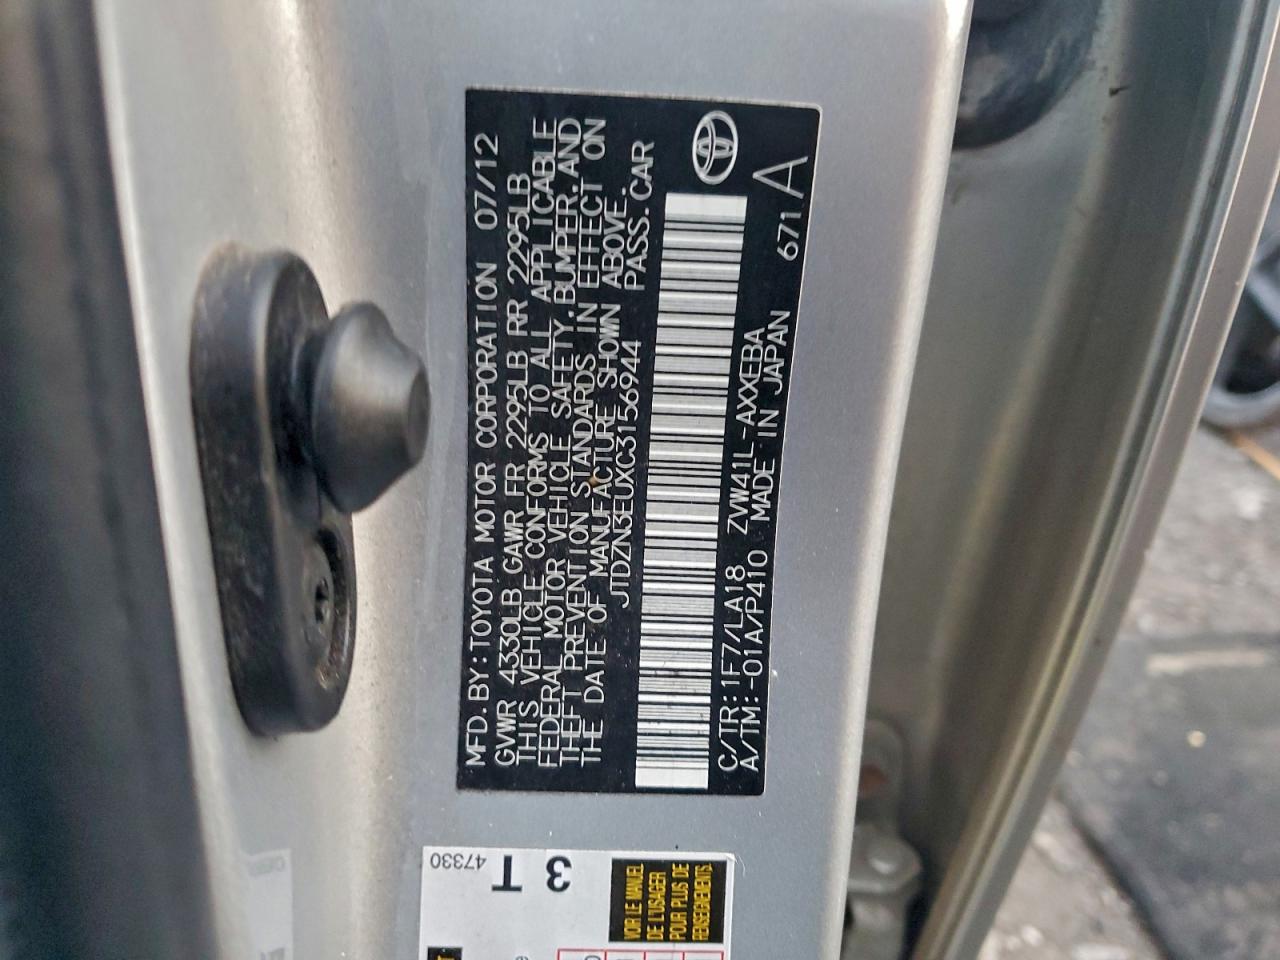 MFD.BY:TOYOTA MOTOR CORPORATION 07/12
GVWR 4330LB GAWR FR 2295LB RR 2295LB
THIS VEHICLE CONFORMS TO ALL APPLICABLE
FEDERAL MOTOR VEHICLE SAFETY,BUMPER,AND
THEFT PREVENTION STANDARDS IN EFFECT ON
THE DATE OF MANUFACTURE SHOWN ABOVE.
JTDZN3EUXC3156944 PASS.CAR
C/TR:1F7/LA18 ZVW41L-AXXEBA
A/TM:-01A/P410 MADE IN JAPAN 671 A
47330
3 T
VOIR LE MANUEL
DE L'USAGER
POUR PLUS DE
RENSEIGNEMENTS.